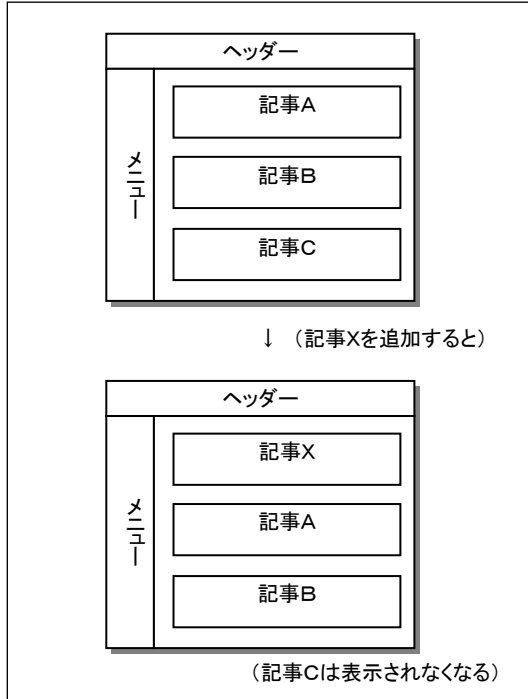 ヘッダー
メニュー
記事A
記事B
記事C
↓ (記事Xを追加すると)
ヘッダー
メニュー
記事X
記事A
記事B
(記事Cは表示されなくなる)